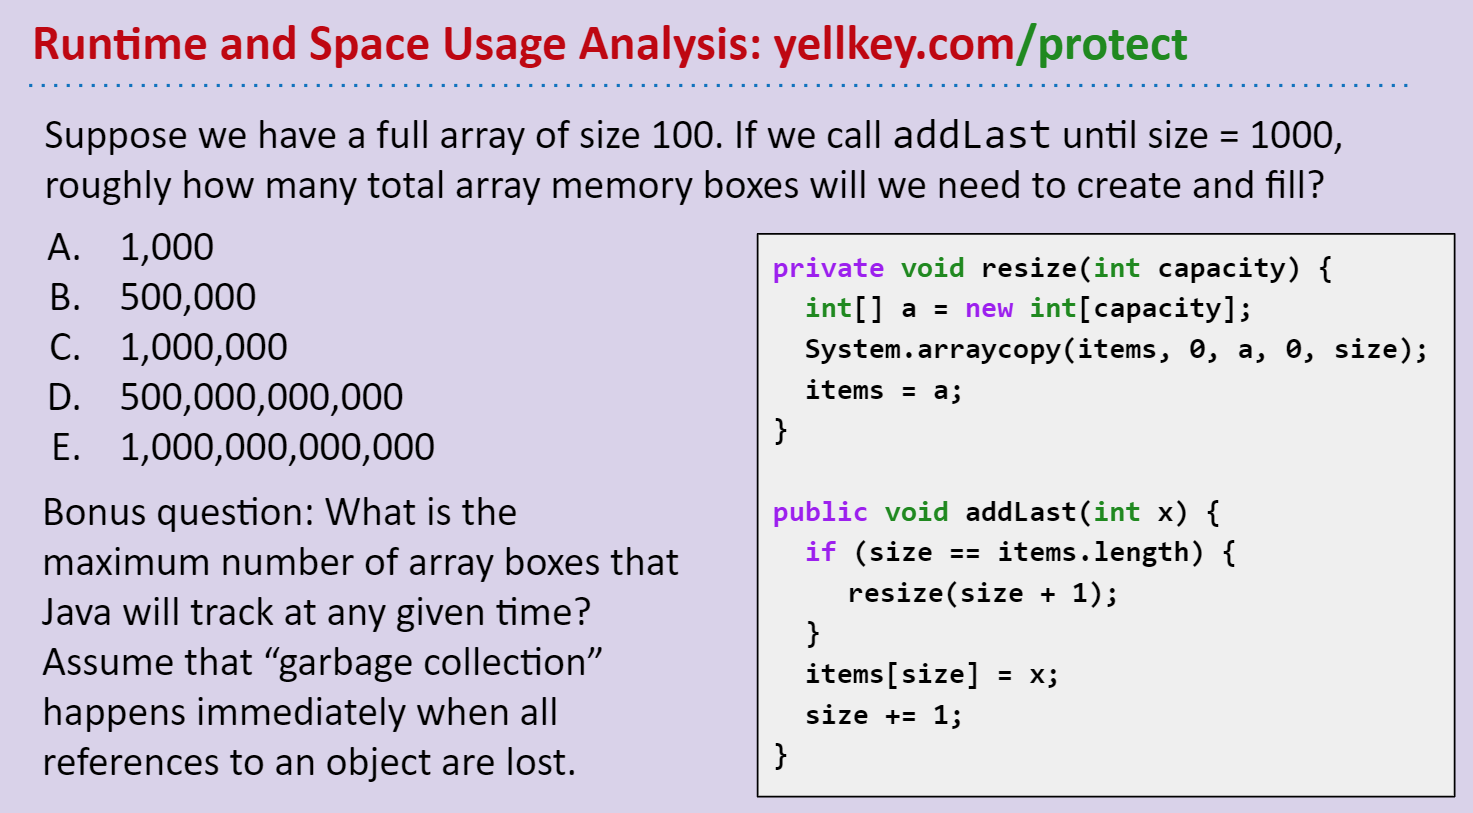 Runtime and Space Usage Analysis: yellkey.com/protect
Suppose we have a full array of size 100. If we call addLast until size = 1000,
roughly how many total array memory boxes will we need to create and fill?
A. 1,000
B. 500,000
C. 1,000,000
D. 500,000,000,000
E. 1,000,000,000,000
Bonus question: What is the
maximum number of array boxes that
Java will track at any given time?
Assume that “garbage collection”
happens immediately when all
references to an object are lost.
private void resize(int capacity) {
  int[] a = new int[capacity];
  System.arraycopy(items, 0, a, 0, size);
  items = a;
}
public void addLast(int x) {
  if (size == items.length) {
    resize(size + 1);
  }
  items[size] = x;
  size += 1;
}